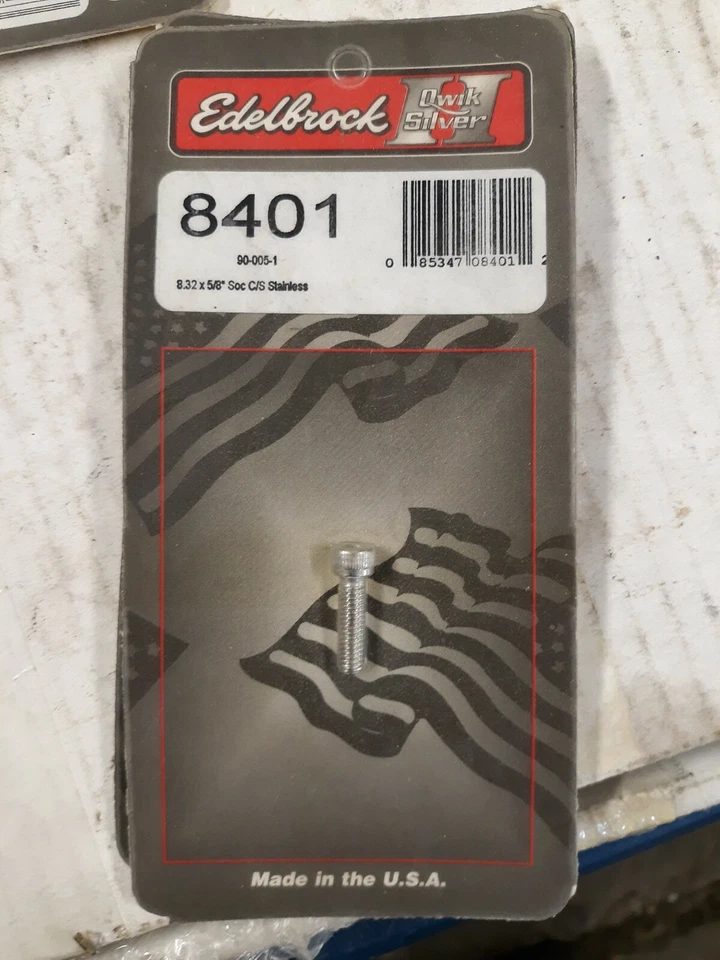 Edelbrock
Qwik
Silver
II
8401
90-005-1
8.32 x 5/8" Soc C/S Stainless
0 85347 08401 2
Made in the U.S.A.